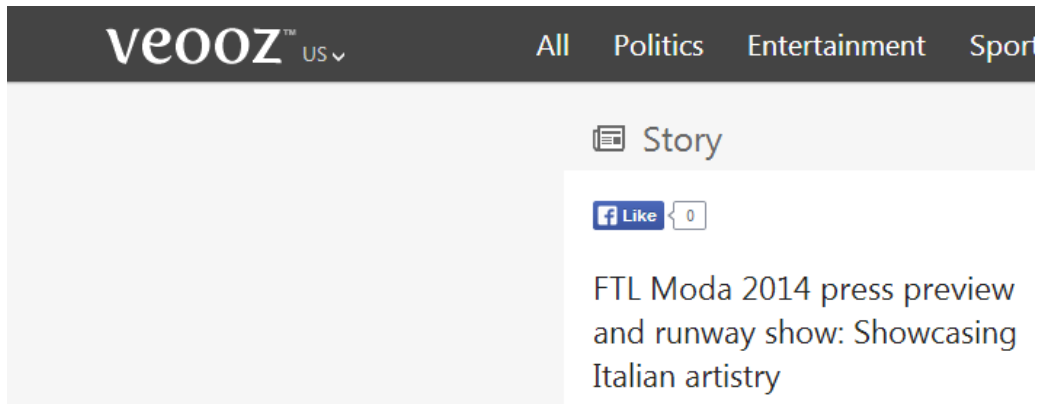 veooz™ US All Politics Entertainment Sport
Story
Like 0
FTL Moda 2014 press preview
and runway show: Showcasing
Italian artistry